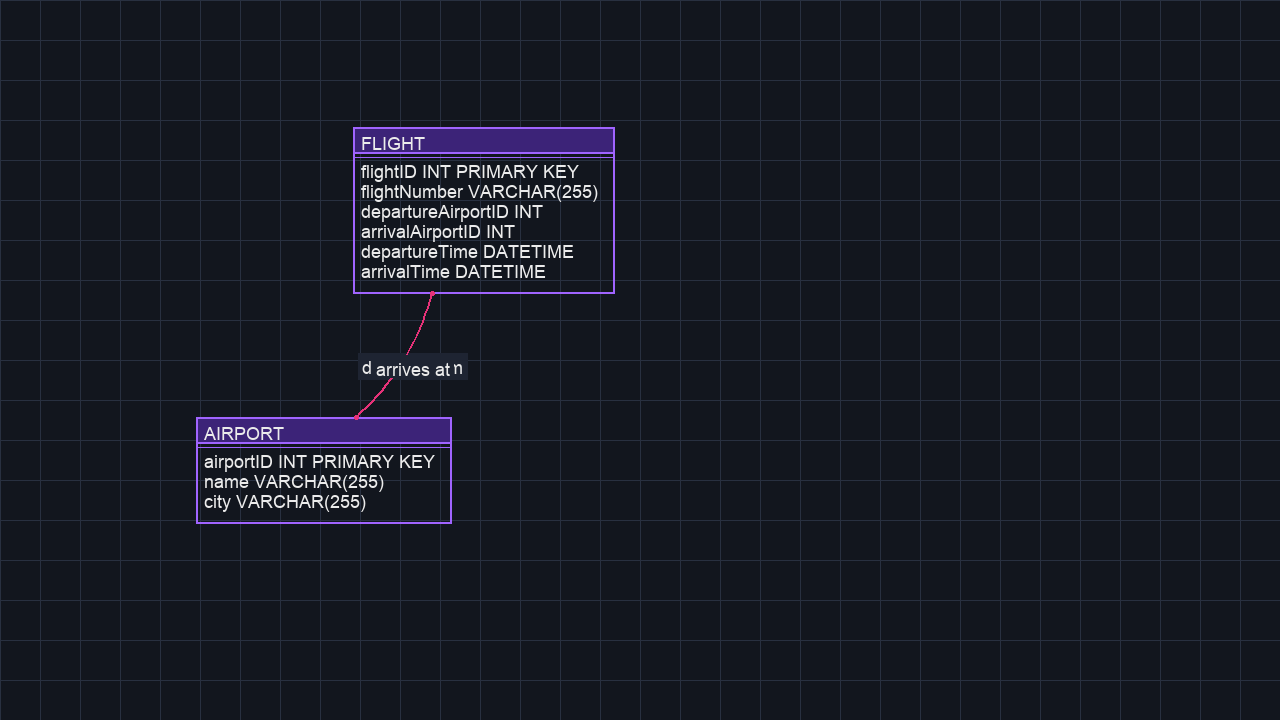 FLIGHT
flightID INT PRIMARY KEY
flightNumber VARCHAR(255)
departureAirportID INT
arrivalAirportID INT
departureTime DATETIME
arrivalTime DATETIME
arrives at
AIRPORT
airportID INT PRIMARY KEY
name VARCHAR(255)
city VARCHAR(255)